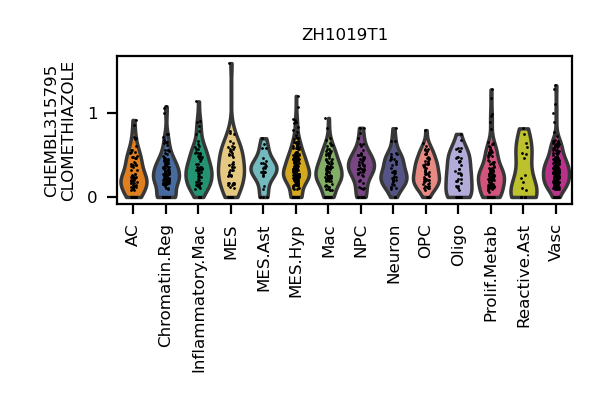 ZH1019T1
CHEMBL315795
CLOMETHIAZOLE
1
0
AC
Chromatin.Reg
Inflammatory.Mac
MES
MES.Ast
MES.Hyp
Mac
NPC
Neuron
OPC
Oligo
Prolif.Metab
Reactive.Ast
Vasc